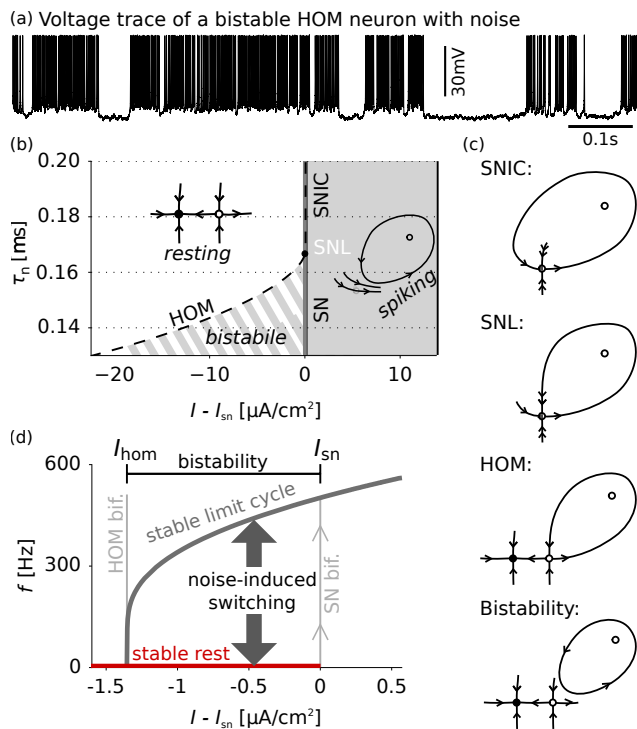 (a) Voltage trace of a bistable HOM neuron with noise
30mV
0.1s
(b)
0.20
0.18
0.16
0.14
τn [ms]
resting
HOM
bistabile
SNIC
SNL
SN
spiking
−20
−10
0
10
I - Isn [μA/cm²]
(c)
SNIC:
SNL:
HOM:
Bistability:
(d)
Ihom
bistability
Isn
600
300
0
f [Hz]
HOM bif.
stable limit cycle
noise-induced
switching
SN bif.
stable rest
−1.5
−1
−0.5
0
0.5
I - Isn [μA/cm²]